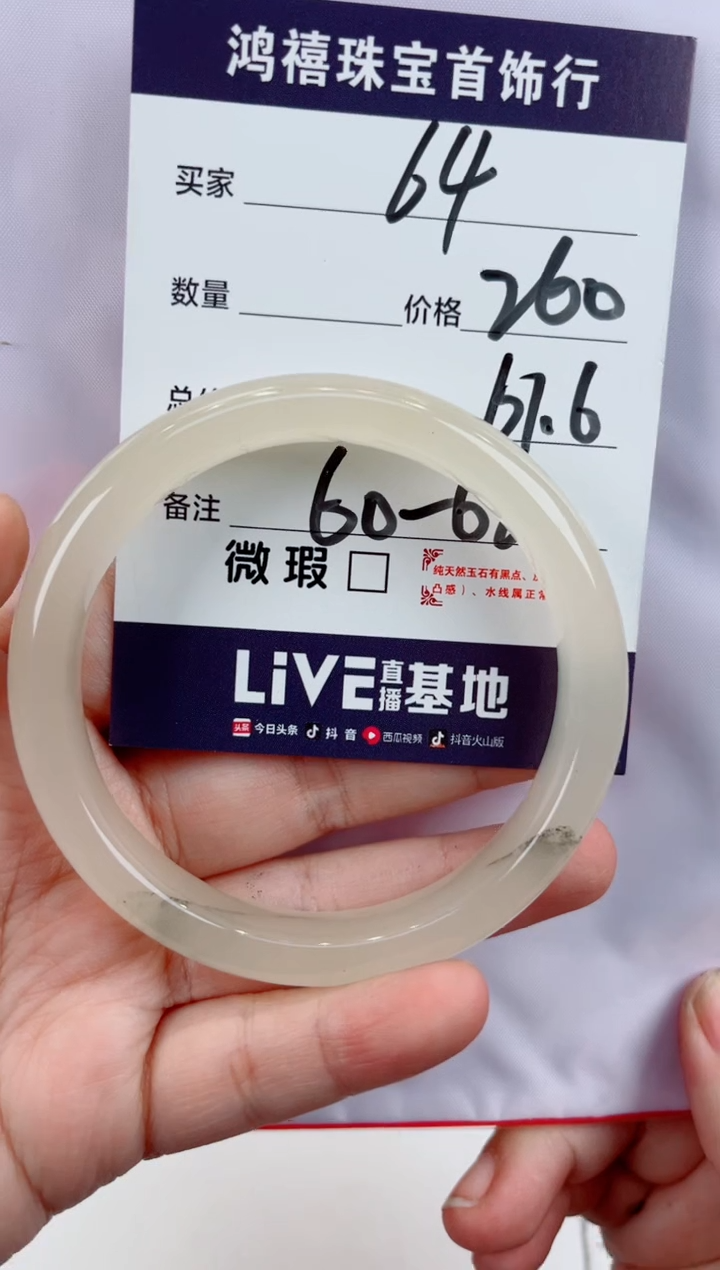 鸿禧珠宝首饰行
买家 64
数量 价格 260
67.6
备注 60-6
微瑕
纯天然玉石有黑点、
凸感）、水线属正常
LiVE直播基地
头条 今日头条 抖音 西瓜视频 抖音火山版